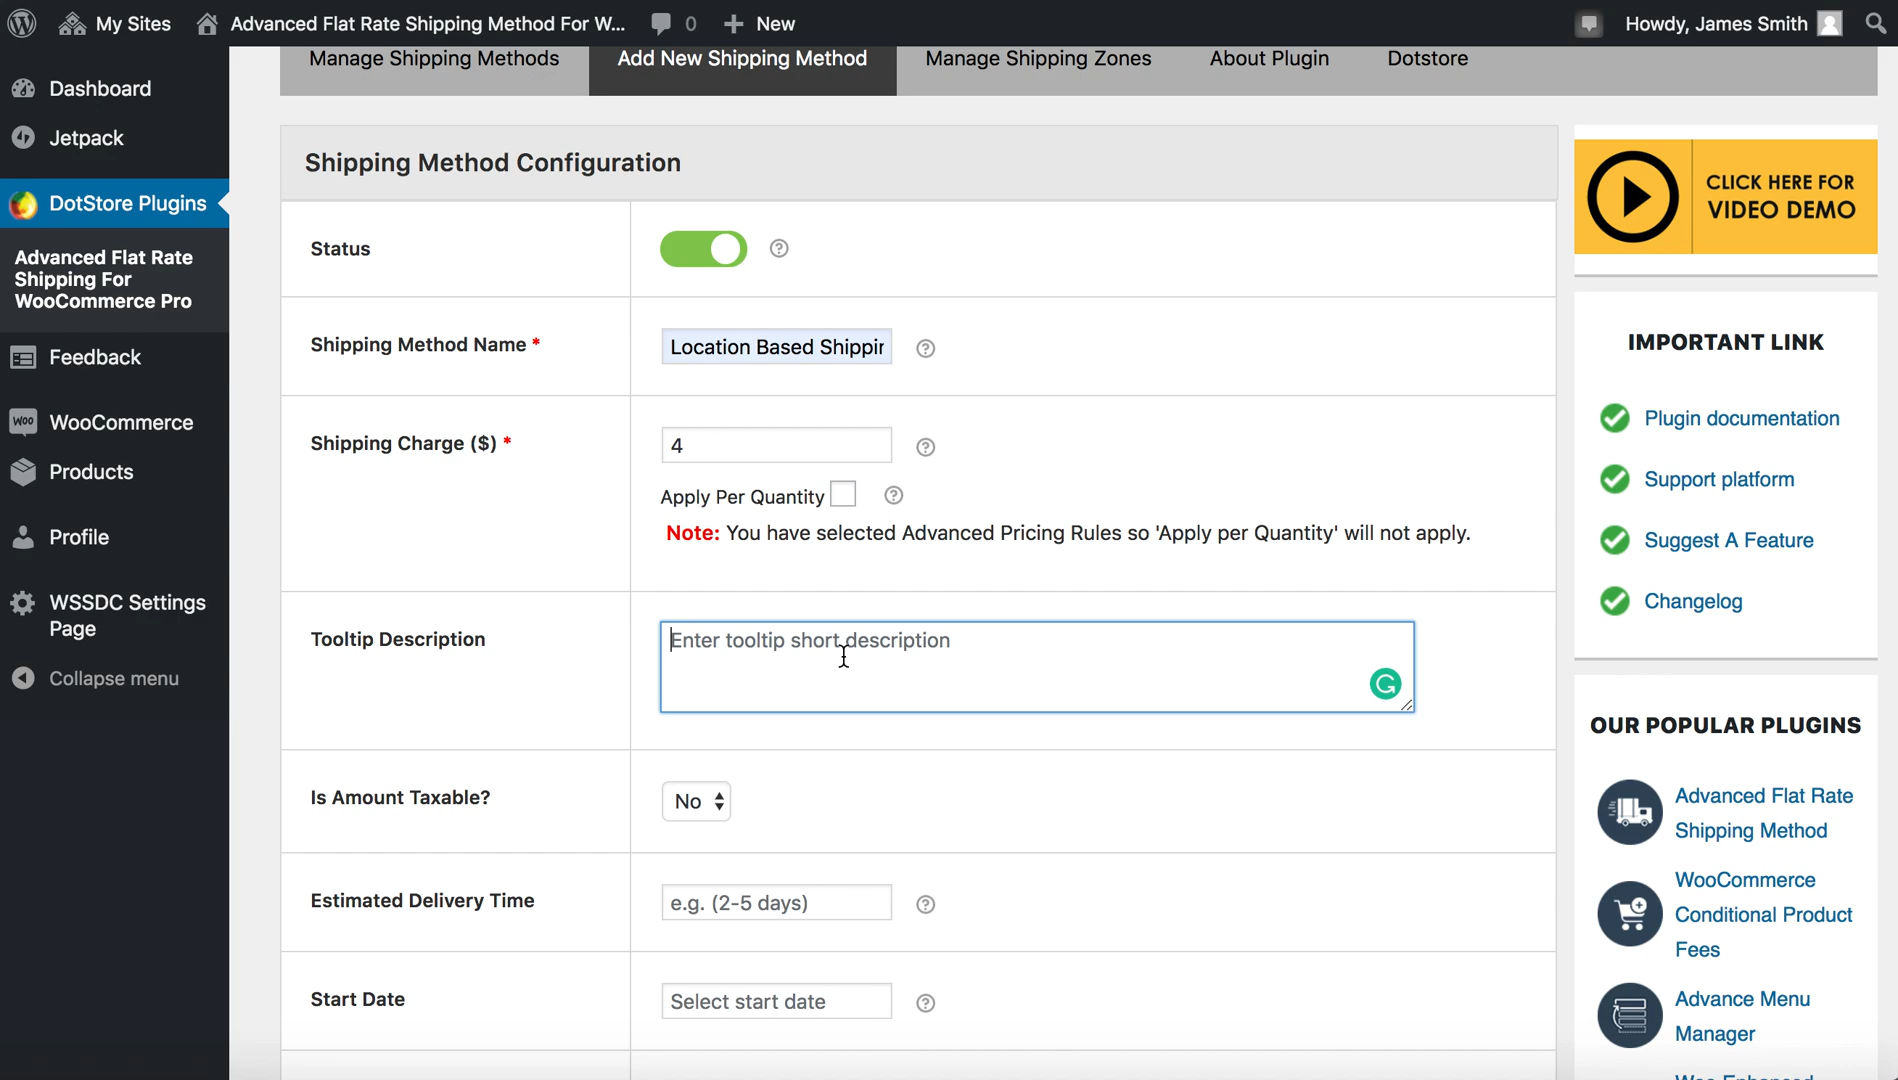 My Sites
Advanced Flat Rate Shipping Method For W...
0
New
Howdy, James Smith
Dashboard
Jetpack
DotStore Plugins
Advanced Flat Rate
Shipping For
WooCommerce Pro
Feedback
WooCommerce
Products
Profile
WSSDC Settings
Page
Collapse menu
Manage Shipping Methods
Add New Shipping Method
Manage Shipping Zones
About Plugin
Dotstore
Shipping Method Configuration
Status
Shipping Method Name *
Location Based Shippin
Shipping Charge ($) *
4
Apply Per Quantity
Note: You have selected Advanced Pricing Rules so 'Apply per Quantity' will not apply.
Tooltip Description
Enter tooltip short description
Is Amount Taxable?
No
Estimated Delivery Time
e.g. (2-5 days)
Start Date
Select start date
CLICK HERE FOR
VIDEO DEMO
IMPORTANT LINK
Plugin documentation
Support platform
Suggest A Feature
Changelog
OUR POPULAR PLUGINS
Advanced Flat Rate
Shipping Method
WooCommerce
Conditional Product
Fees
Advance Menu
Manager